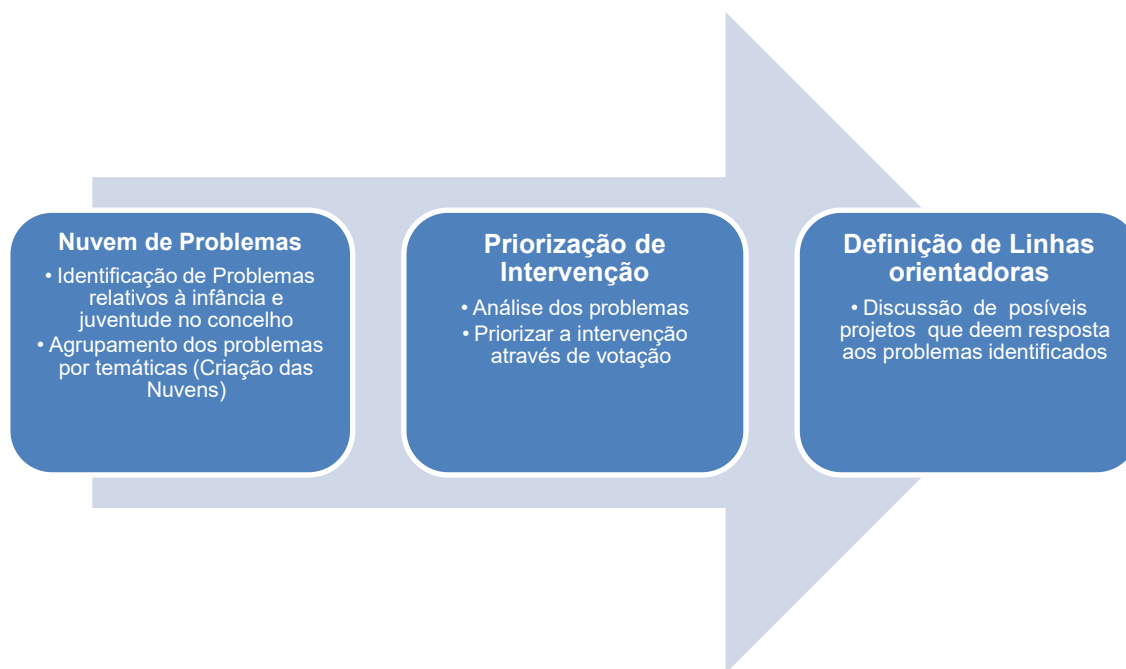 Nuvem de Problemas
• Identificação de Problemas
relativos à infância e
juventude no concelho
• Agrupamento dos problemas
por temáticas (Criação das
Nuvens)
Priorização de
Intervenção
• Análise dos problemas
• Priorizar a intervenção
através de votação
Definição de Linhas
orientadoras
• Discussão de posíveis
projetos que deem resposta
aos problemas identificados